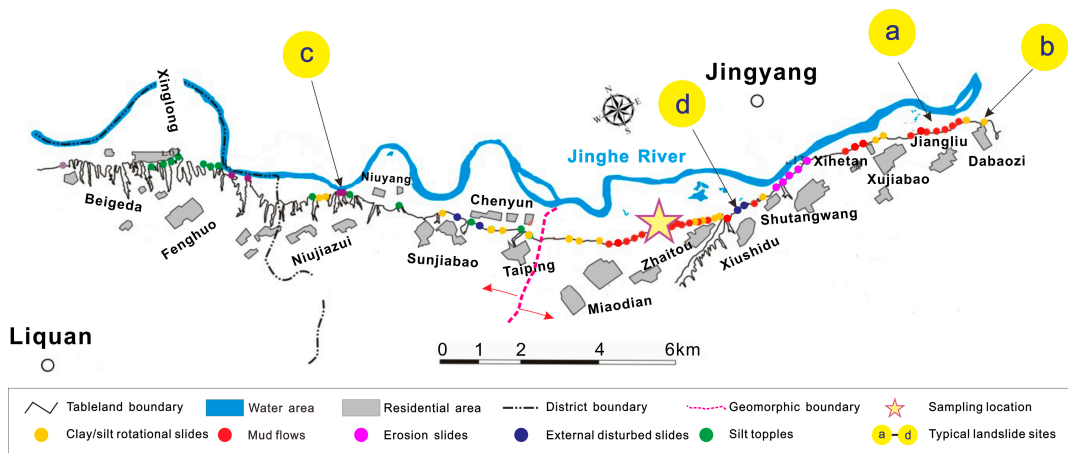 c
a
b
d
Xinglong
Jingyang
N
E
W
S
Jinghe River
Niuyang
Chenyun
Xihetan
Jiangliu
Dabaozi
Xujiabao
Beigeda
Fenghuo
Niujiazui
Sunjiabao
Taiping
Zhaitou
Shutangwang
Xiushidu
Miaodian
Liquan
0 1 2 4 6km
Tableland boundary Water area Residential area District boundary Geomorphic boundary Sampling location
Clay/silt rotational slides Mud flows Erosion slides External disturbed slides Silt topples a d Typical landslide sites